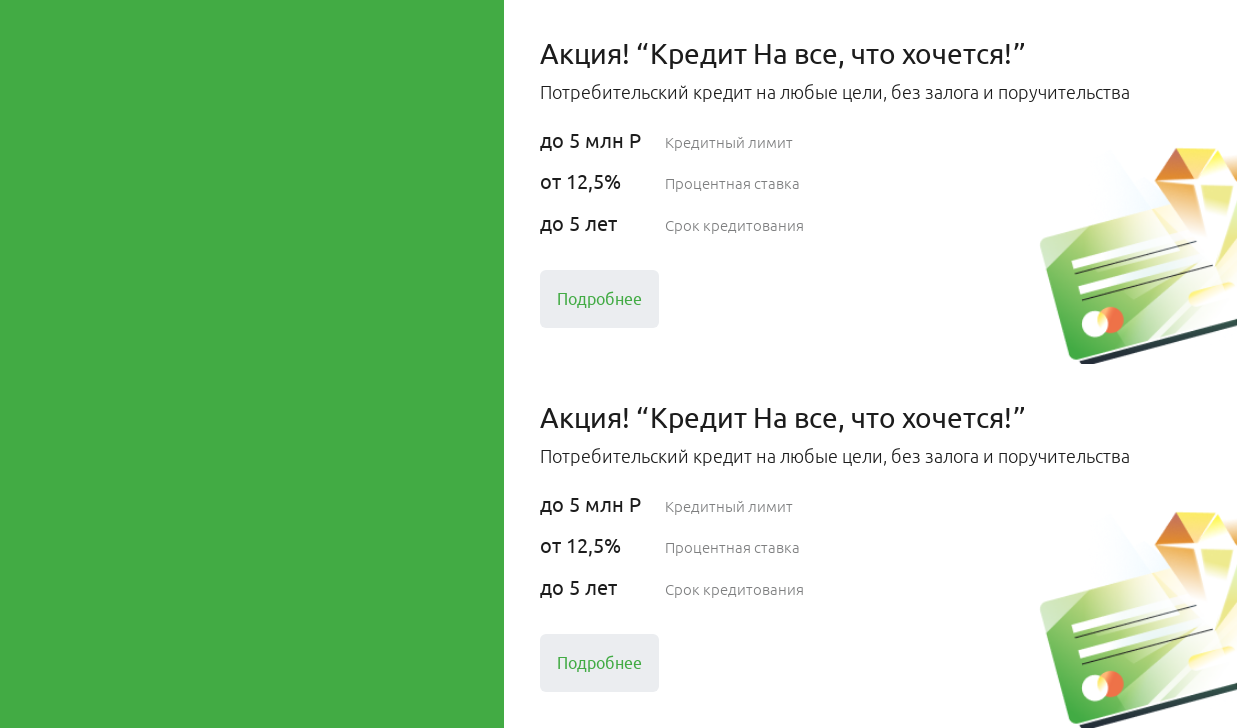 Акция! “Кредит На все, что хочется!”
Потребительский кредит на любые цели, без залога и поручительства
до 5 млн Р Кредитный лимит
от 12,5% Процентная ставка
до 5 лет Срок кредитования
Подробнее
Акция! “Кредит На все, что хочется!”
Потребительский кредит на любые цели, без залога и поручительства
до 5 млн Р Кредитный лимит
от 12,5% Процентная ставка
до 5 лет Срок кредитования
Подробнее